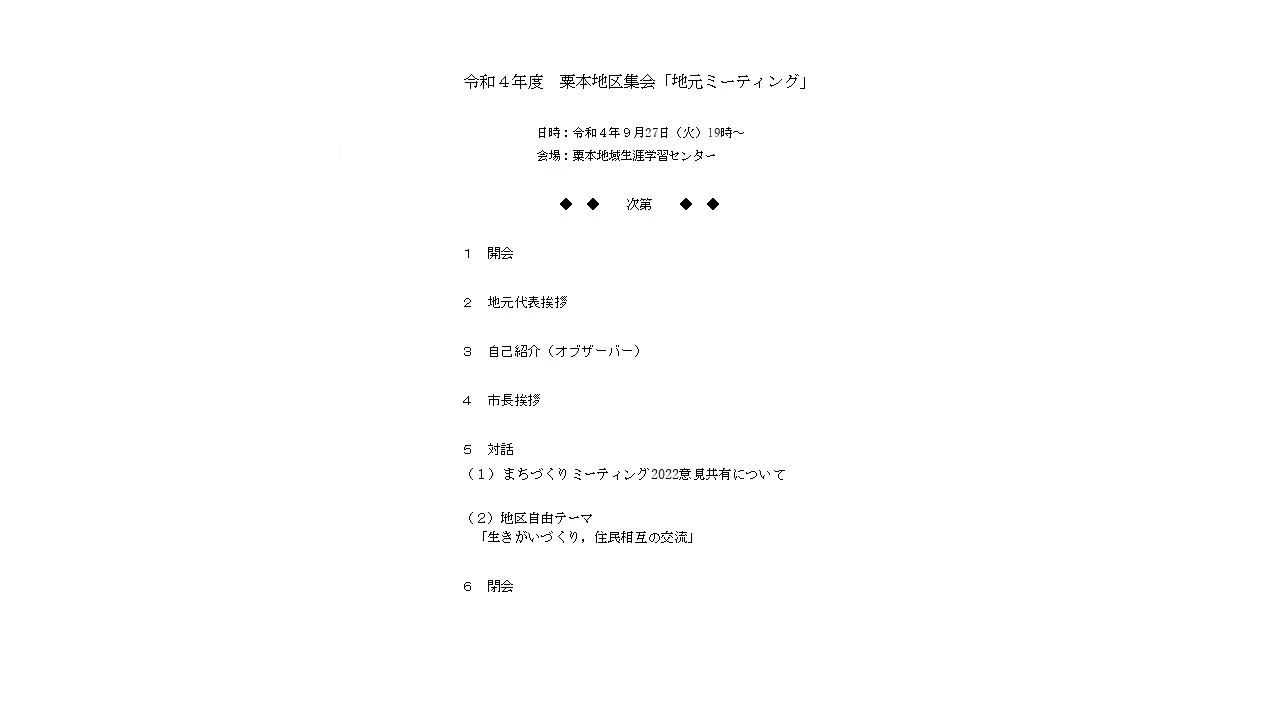 令和４年度　栗本地区集会「地元ミーティング」
日時：令和４年９月27日（火）19時～
会場：栗本地域生涯学習センター
◆　◆　　次第　　◆　◆
１　開会
２　地元代表挨拶
３　自己紹介（オブザーバー）
４　市長挨拶
５　対話
（１）まちづくりミーティング2022意見共有について
（２）地区自由テーマ
「生きがいづくり，住民相互の交流」
６　閉会